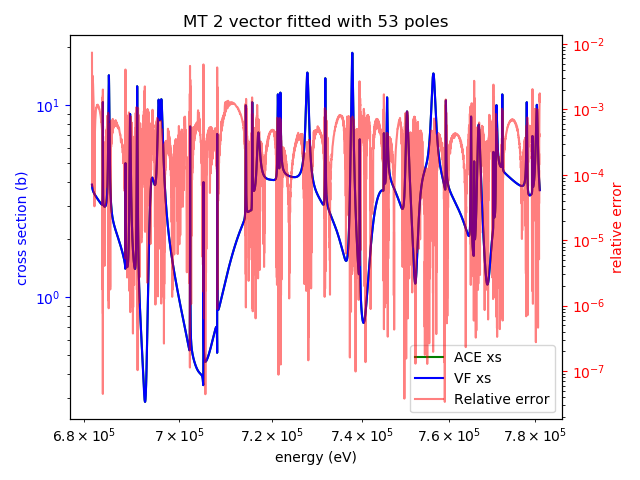 MT 2 vector fitted with 53 poles
cross section (b)
10¹
10⁰
relative error
10⁻²
10⁻³
10⁻⁴
10⁻⁵
10⁻⁶
10⁻⁷
ACE xs
VF xs
Relative error
6.8 × 10⁵ 7 × 10⁵ 7.2 × 10⁵ 7.4 × 10⁵ 7.6 × 10⁵ 7.8 × 10⁵
energy (eV)